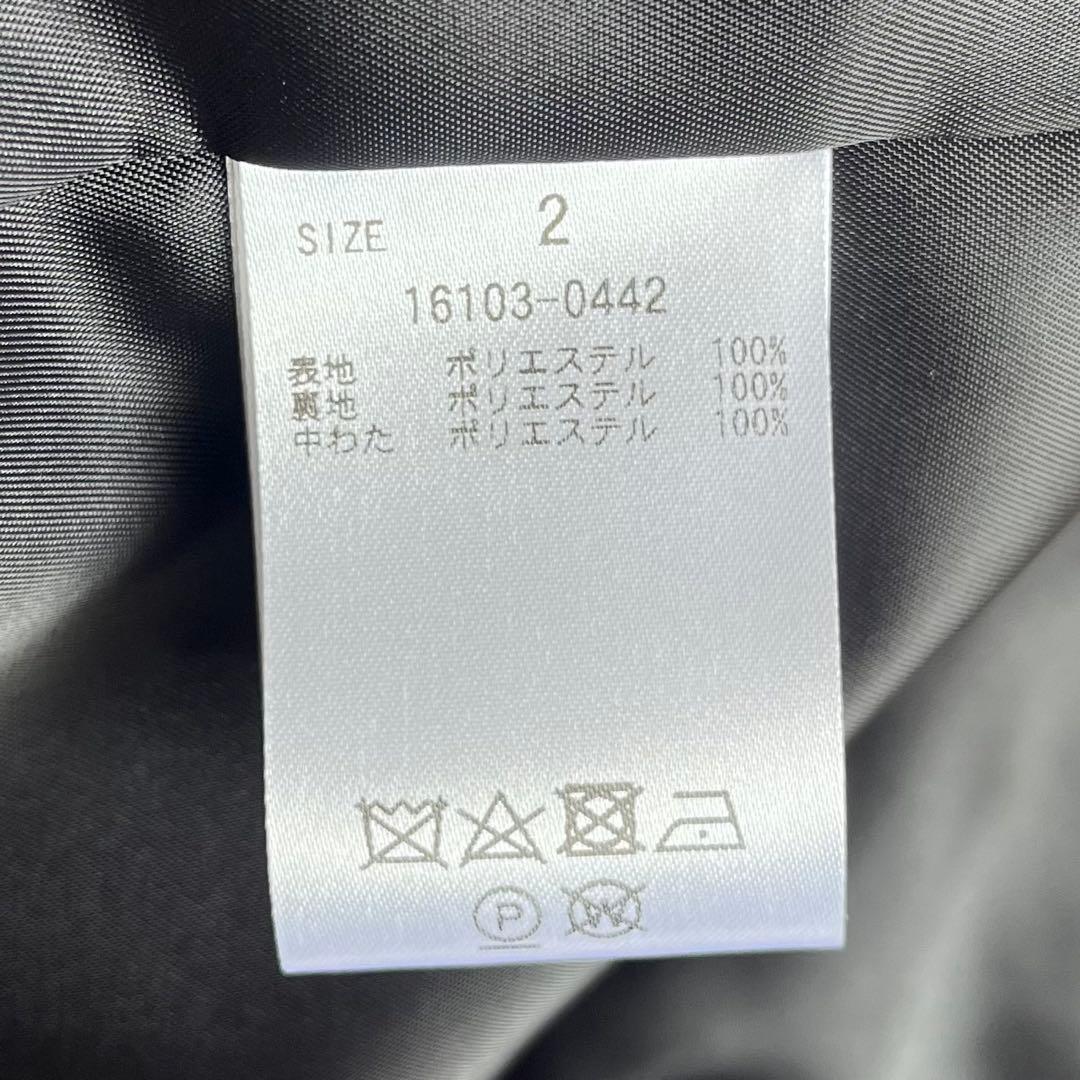 SIZE 2
16103-0442
表地 ポリエステル 100%
裏地 ポリエステル 100%
中わた ポリエステル 100%
P W